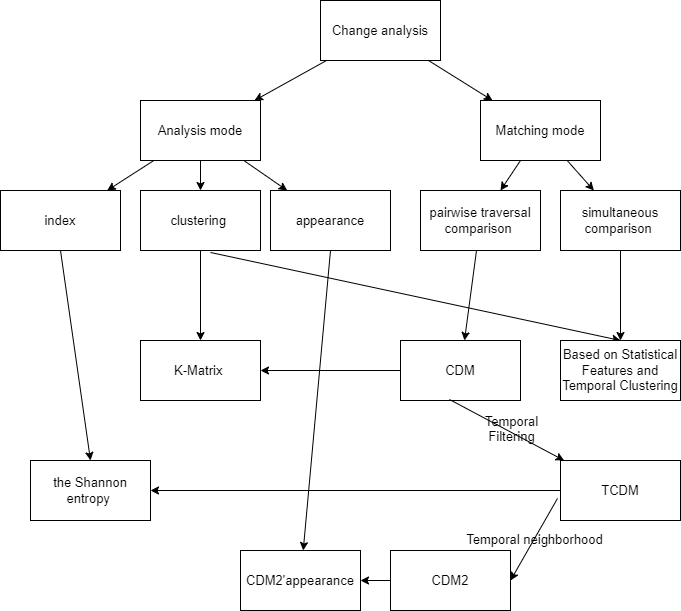 Change analysis
Analysis mode
Matching mode
index
clustering
appearance
pairwise traversal
comparison
simultaneous
comparison
K-Matrix
CDM
Based on Statistical
Features and
Temporal Clustering
Temporal
Filtering
the Shannon
entropy
TCDM
Temporal neighborhood
CDM2'appearance
CDM2